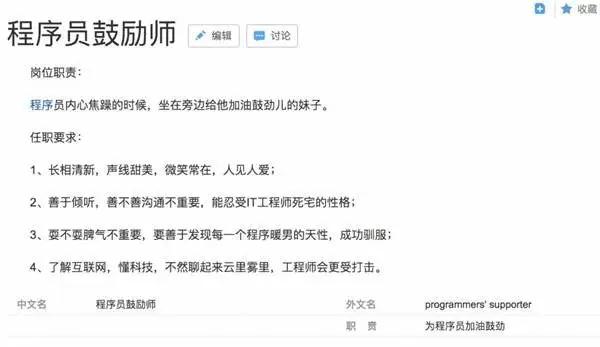 收藏
程序员鼓励师 编辑 讨论
岗位职责：
程序员内心焦躁的时候，坐在旁边给他加油鼓劲儿的妹子。
任职要求：
1、长相清新，声线甜美，微笑常在，人见人爱；
2、善于倾听，善不善沟通不重要，能忍受IT工程师死宅的性格；
3、耍不耍脾气不重要，要善于发现每一个程序暖男的天性，成功驯服；
4、了解互联网，懂科技，不然聊起来云里雾里，工程师会更受打击。
中文名 程序员鼓励师 外文名 programmers' supporter
职 责 为程序员加油鼓劲